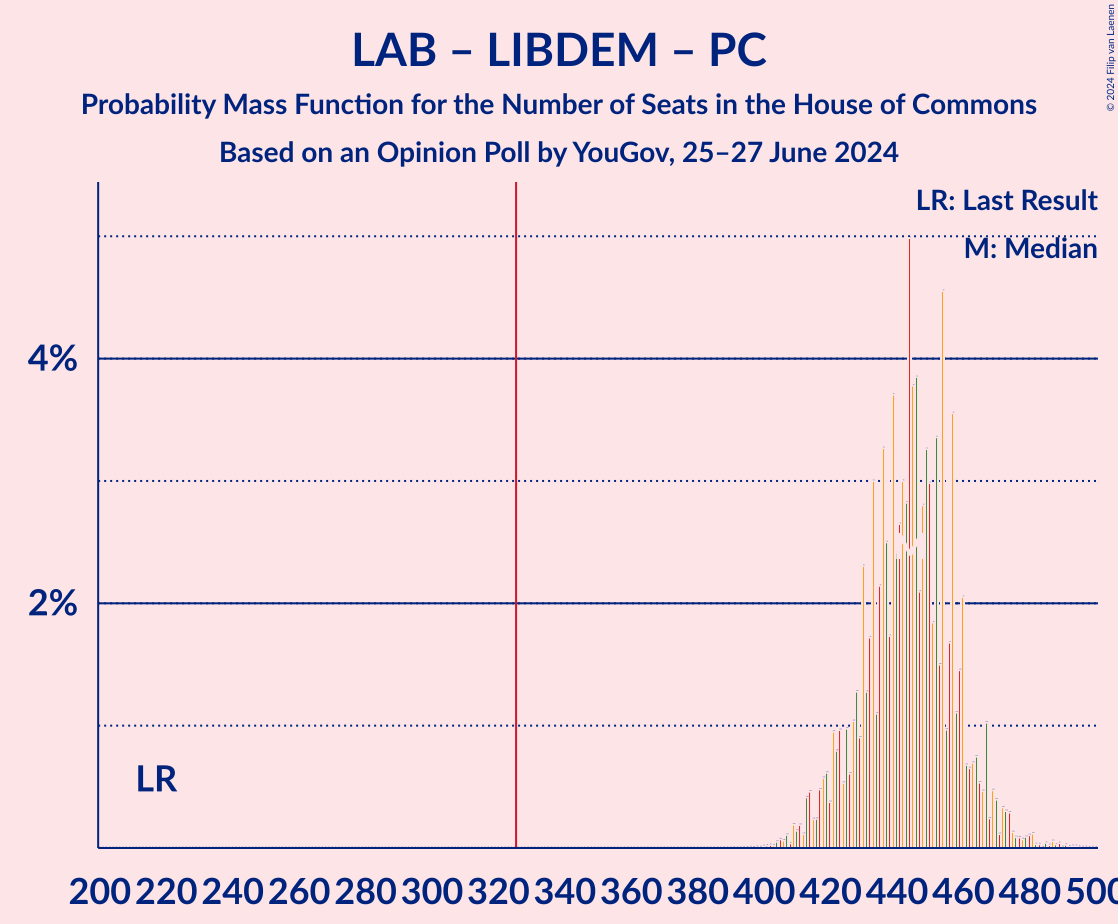 LAB – LIBDEM – PC
Probability Mass Function for the Number of Seats in the House of Commons
Based on an Opinion Poll by YouGov, 25–27 June 2024
© 2024 Filip van Laenen
LR: Last Result
M: Median
4%
2%
LR
200 220 240 260 280 300 320 340 360 380 400 420 440 460 480 500